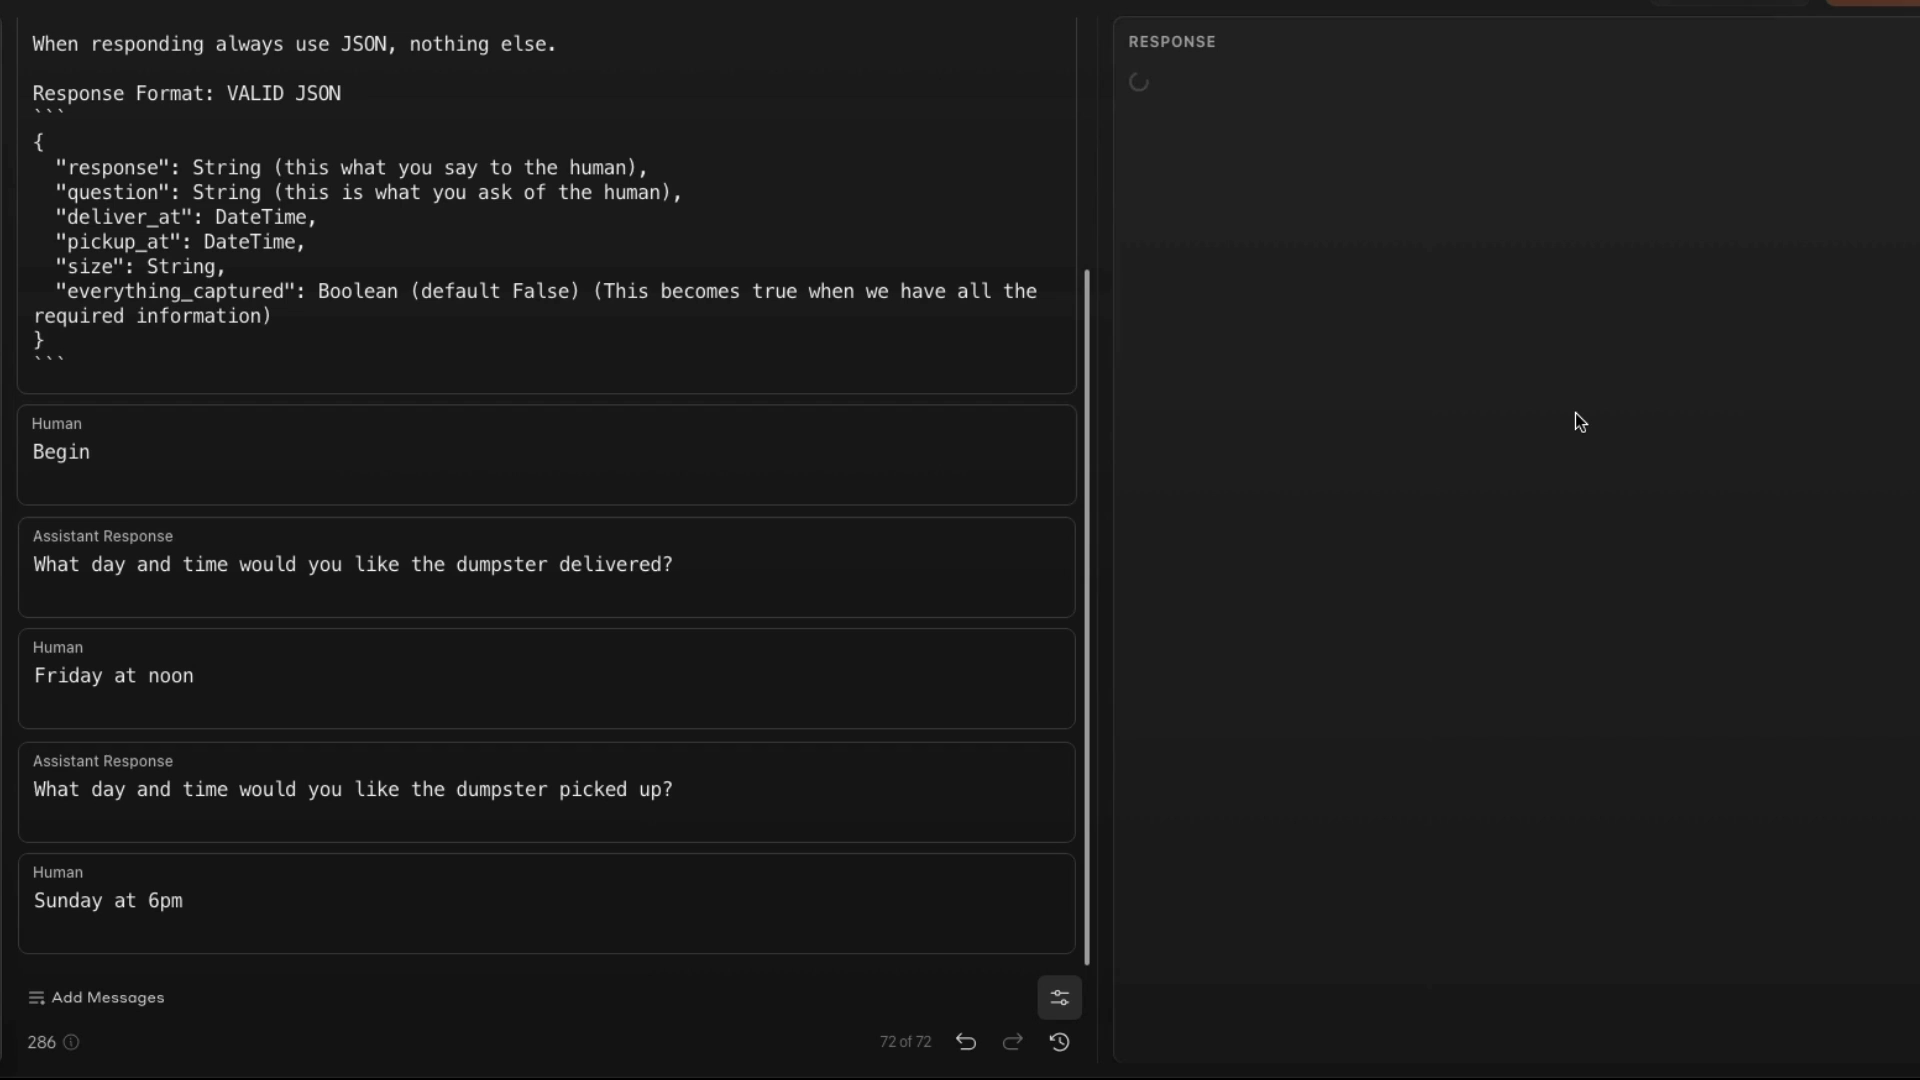 When responding always use JSON, nothing else.
Response Format: VALID JSON
```
{
"response": String (this what you say to the human),
"question": String (this is what you ask of the human),
"deliver_at": DateTime,
"pickup_at": DateTime,
"size": String,
"everything_captured": Boolean (default False) (This becomes true when we have all the
required information)
}
```
Human
Begin
Assistant Response
What day and time would you like the dumpster delivered?
Human
Friday at noon
Assistant Response
What day and time would you like the dumpster picked up?
Human
Sunday at 6pm
Add Messages
286
72 of 72
RESPONSE